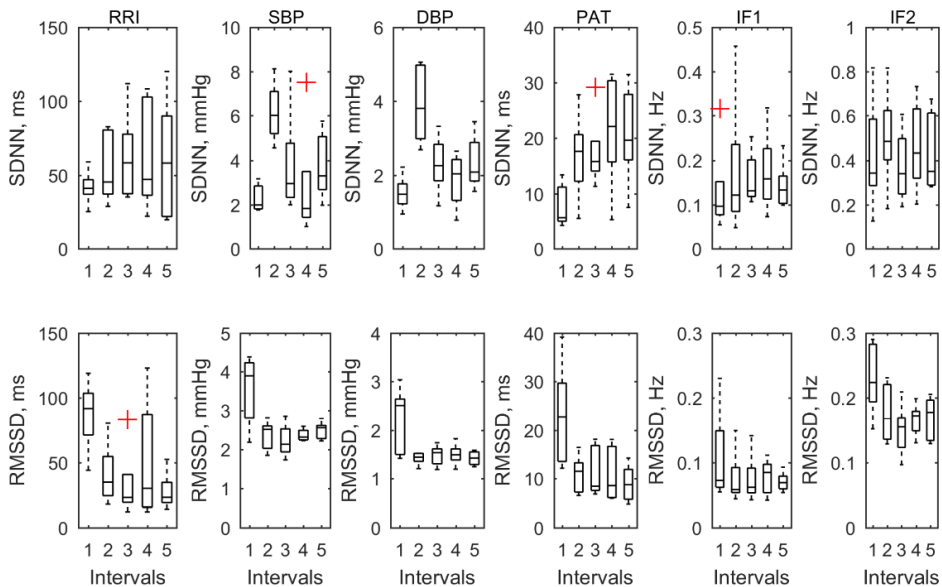 RRI SBP DBP PAT IF1 IF2
150 10 6 40 0.5 1
8 0.4 0.8
100 30
6 4 0.3 0.6
20
4 0.2 0.4
50 2
2 10 0.1 0.2
0 0 0 0 0 0
SDNN, ms SDNN, mmHg SDNN, mmHg SDNN, ms SDNN, Hz SDNN, Hz
1 2 3 4 5 1 2 3 4 5 1 2 3 4 5 1 2 3 4 5 1 2 3 4 5 1 2 3 4 5
150 5 4 40 0.3 0.3
4
100 3 30 0.2 0.2
3
2 20
2
50 1 10 0.1 0.1
1
0 0 0 0 0 0
RMSSD, ms RMSSD, mmHg RMSSD, mmHg RMSSD, ms RMSSD, Hz RMSSD, Hz
1 2 3 4 5 1 2 3 4 5 1 2 3 4 5 1 2 3 4 5 1 2 3 4 5 1 2 3 4 5
Intervals Intervals Intervals Intervals Intervals Intervals